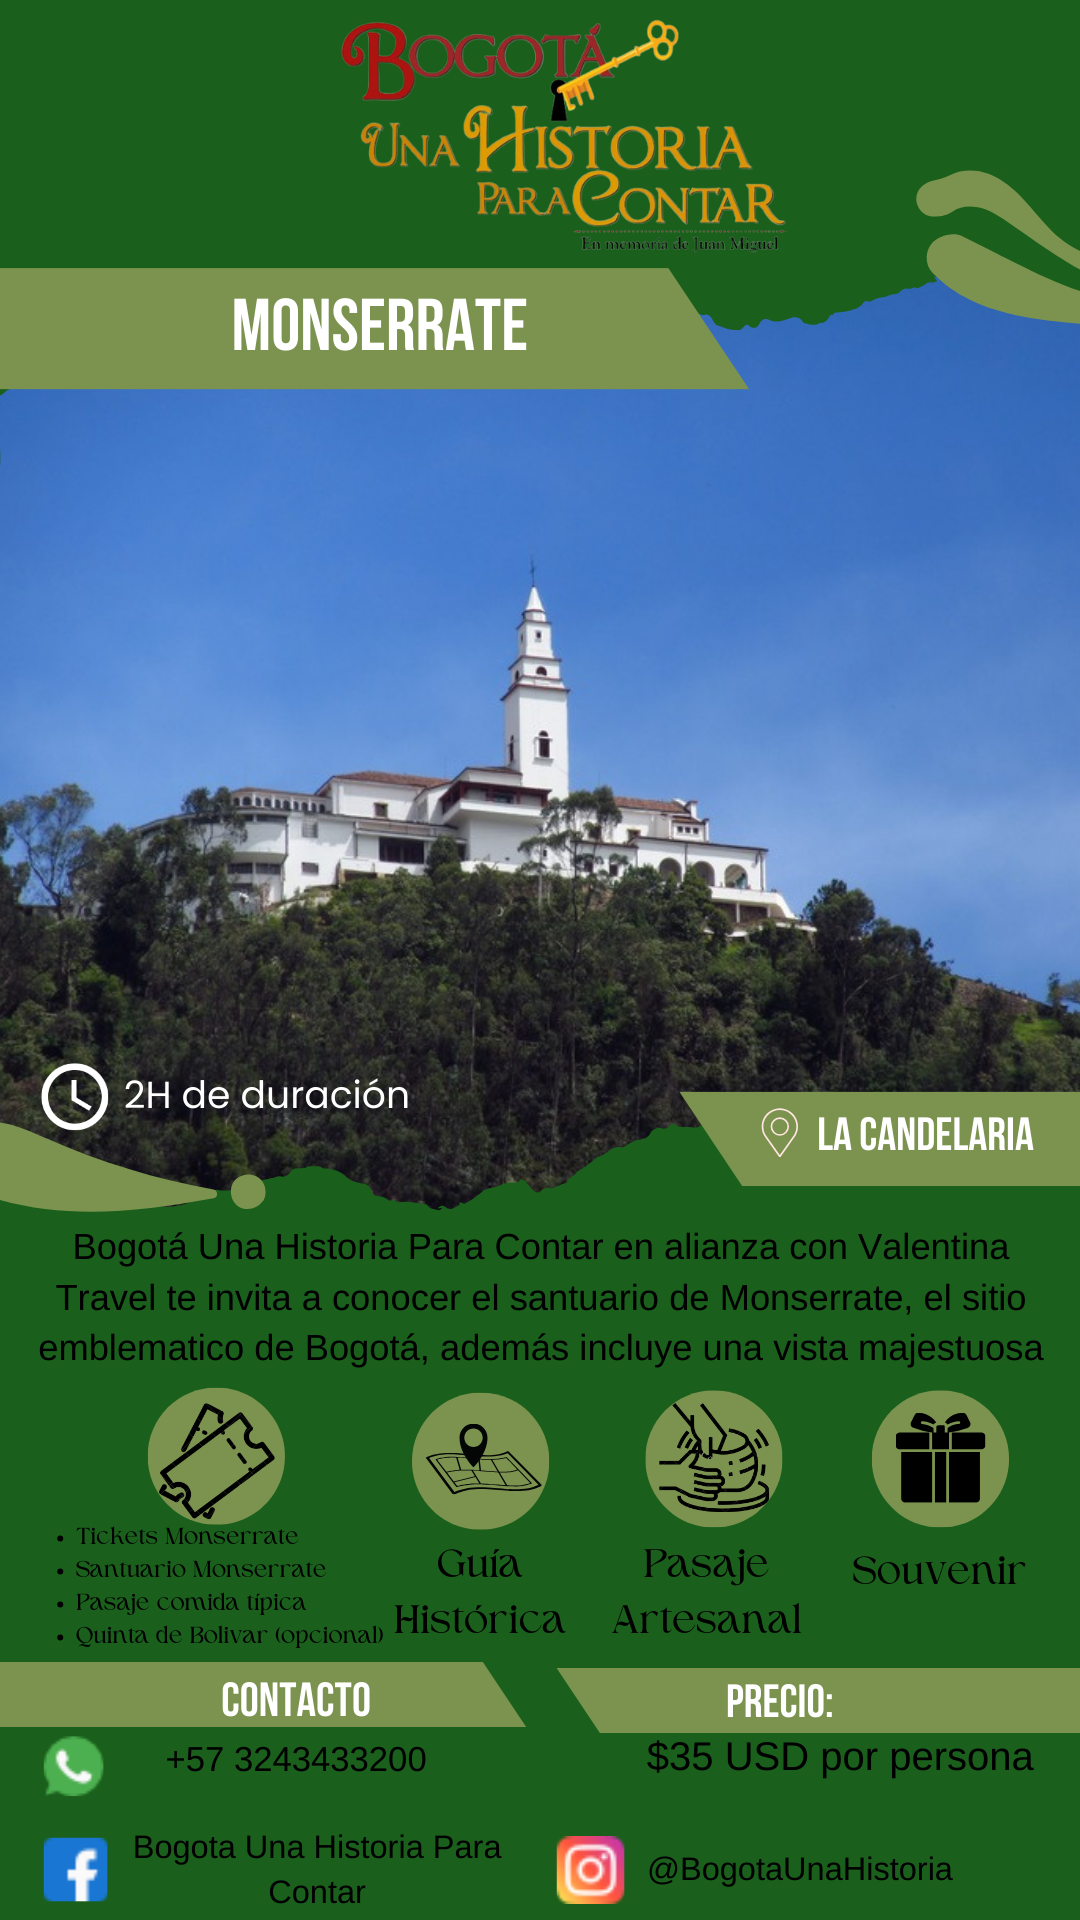 BOGOTÁ
UNA HISTORIA
PARA CONTAR
En memoria de Juan Miguel
MONSERRATE
2H de duración
LA CANDELARIA
Bogotá Una Historia Para Contar en alianza con Valentina
Travel te invita a conocer el santuario de Monserrate, el sitio
emblematico de Bogotá, además incluye una vista majestuosa
• Tickets Monserrate
• Santuario Monserrate
• Pasaje comida típica
• Quinta de Bolivar (opcional)
Guía
Histórica
Pasaje
Artesanal
Souvenir
CONTACTO
+57 3243433200
Bogota Una Historia Para
Contar
PRECIO:
$35 USD por persona
@BogotaUnaHistoria